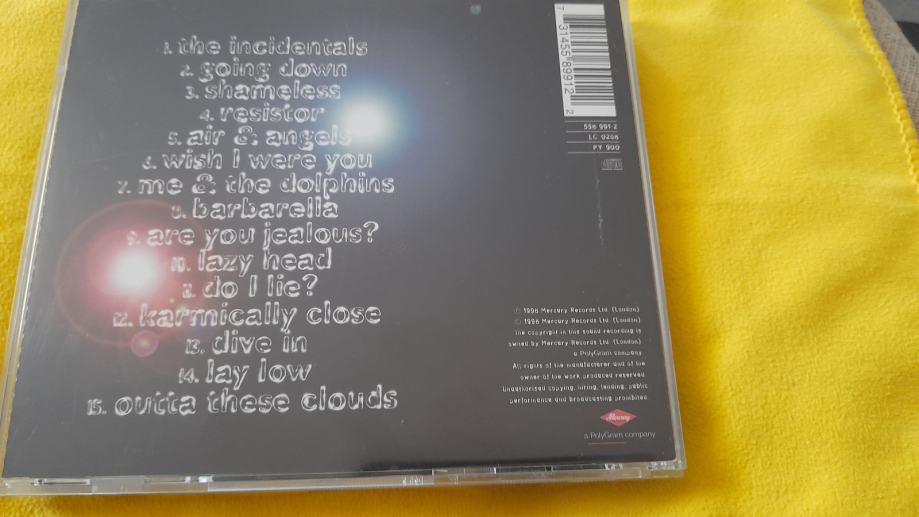 1. the incidentals
2. going down
3. shameless
4. resistor
5. air & angels
6. wish I were you
7. me & the dolphins
8. barbarella
9. are you jealous?
10. lazy head
11. do I lie?
12. karmically close
13. dive in
14. lay low
15. outta these clouds
7 31455 89912 2
558 991-2
LC 0268
PY 900
℗ 1998 Mercury Records Ltd. (London)
© 1998 Mercury Records Ltd. (London)
The copyright in this sound recording is
owned by Mercury Records Ltd. (London)
a PolyGram company.
All rights of the manufacturer and of the
owner of the work produced reserved.
Unauthorised copying, hiring, lending, public
performance and broadcasting prohibited.
Mercury
a PolyGram company